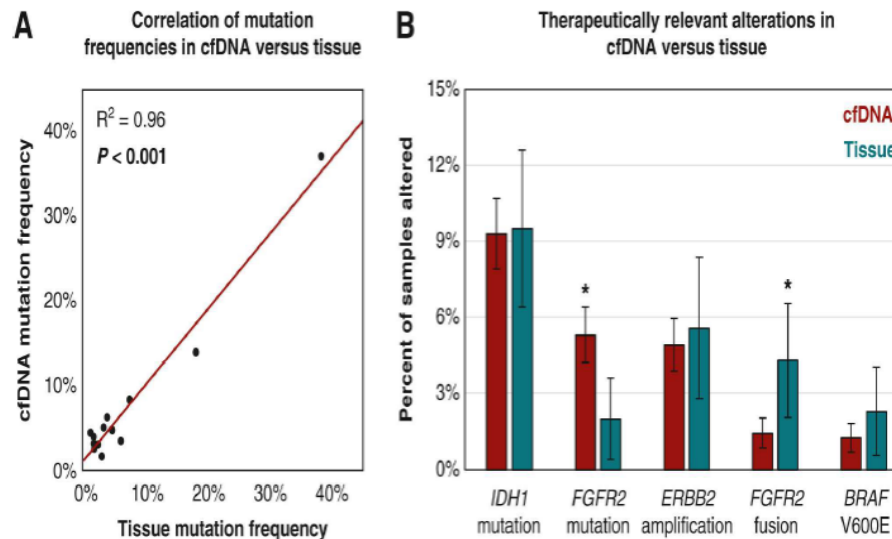 A
Correlation of mutation
frequencies in cfDNA versus tissue
R² = 0.96
P < 0.001
cfDNA mutation frequency
40%
30%
20%
10%
0%
0% 10% 20% 30% 40%
Tissue mutation frequency
B
Therapeutically relevant alterations in
cfDNA versus tissue
cfDNA
Tissue
Percent of samples altered
15%
12%
9%
6%
3%
0%
*
*
IDH1 FGFR2 ERBB2 FGFR2 BRAF
mutation mutation amplification fusion V600E